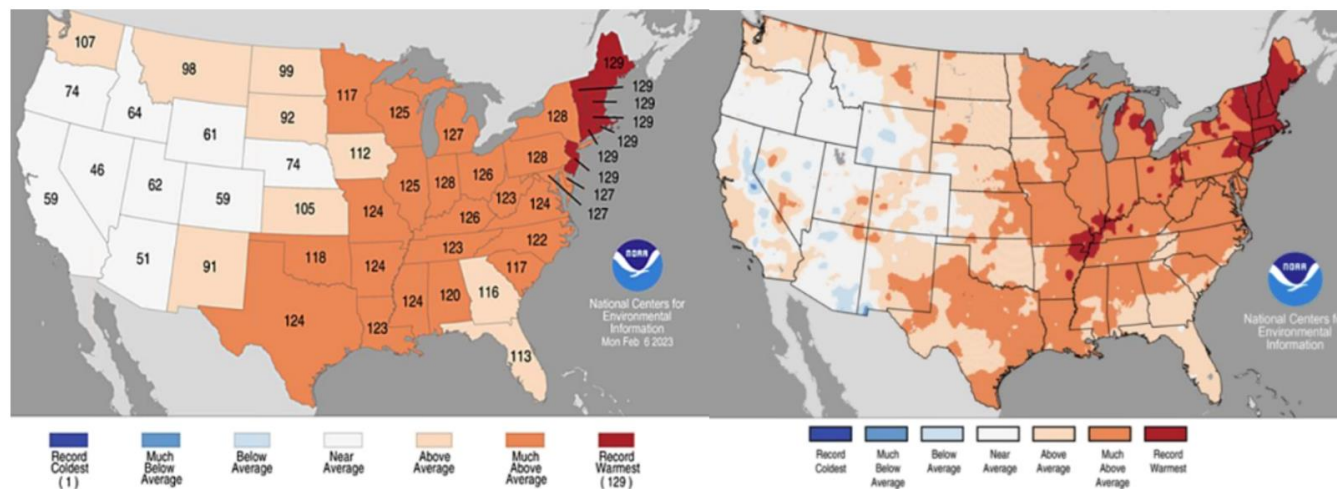 107
98
99
117
129
129
129
129
129
129
129
127
127
74
64
92
125
127
128
61
112
128
46
74
125
128
126
59
62
59
105
124
126
123
124
51
91
118
124
123
122
117
124
123
124
120
116
113
NOAA
National Centers for
Environmental
Information
Mon Feb 6 2023
Record
Coldest
(1)
Much
Below
Average
Below
Average
Near
Average
Above
Average
Much
Above
Average
Record
Warmest
(129)
NOAA
National Centers
Environmental
Information
Record
Coldest
Much
Below
Average
Below
Average
Near
Average
Above
Average
Much
Above
Average
Record
Warmest